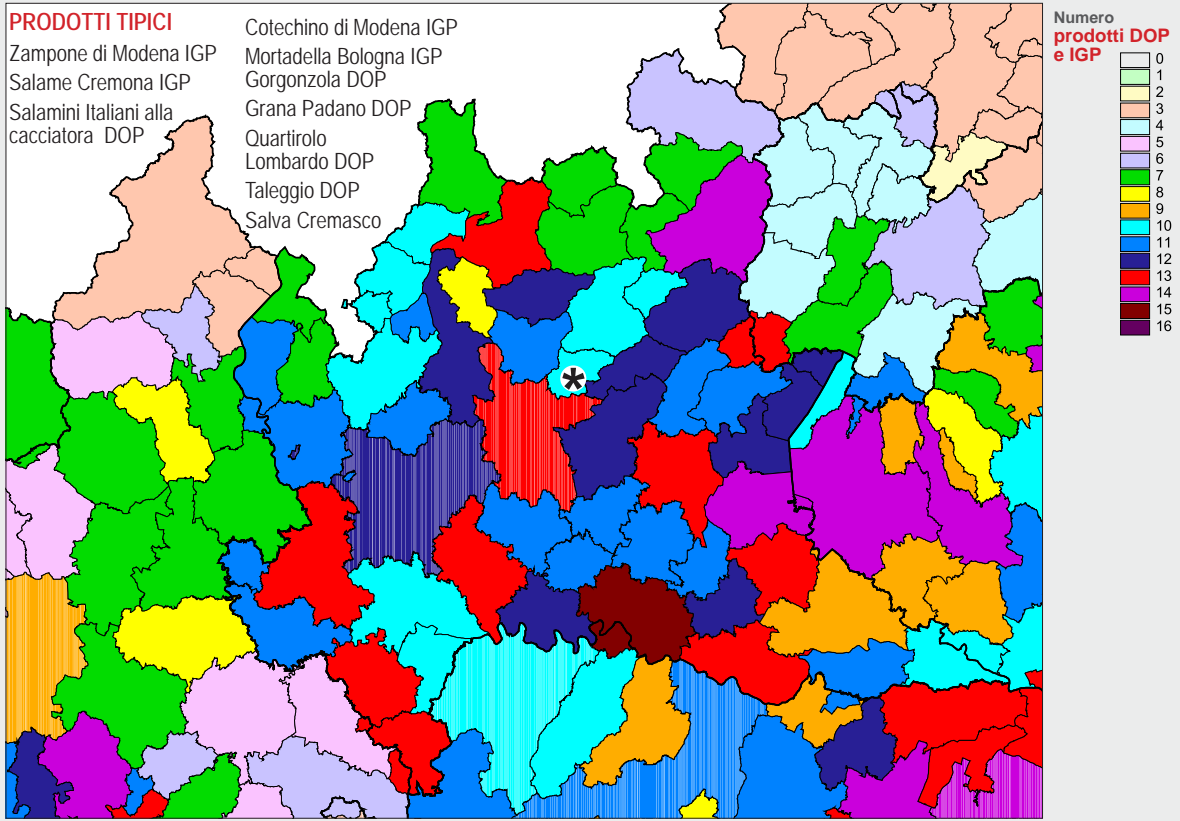 PRODOTTI TIPICI
Zampone di Modena IGP
Salame Cremona IGP
Salamini Italiani alla
cacciatora DOP
Cotechino di Modena IGP
Mortadella Bologna IGP
Gorgonzola DOP
Grana Padano DOP
Quartirolo
Lombardo DOP
Taleggio DOP
Salva Cremasco
*
Numero
prodotti DOP
e IGP
0
1
2
3
4
5
6
7
8
9
10
11
12
13
14
15
16